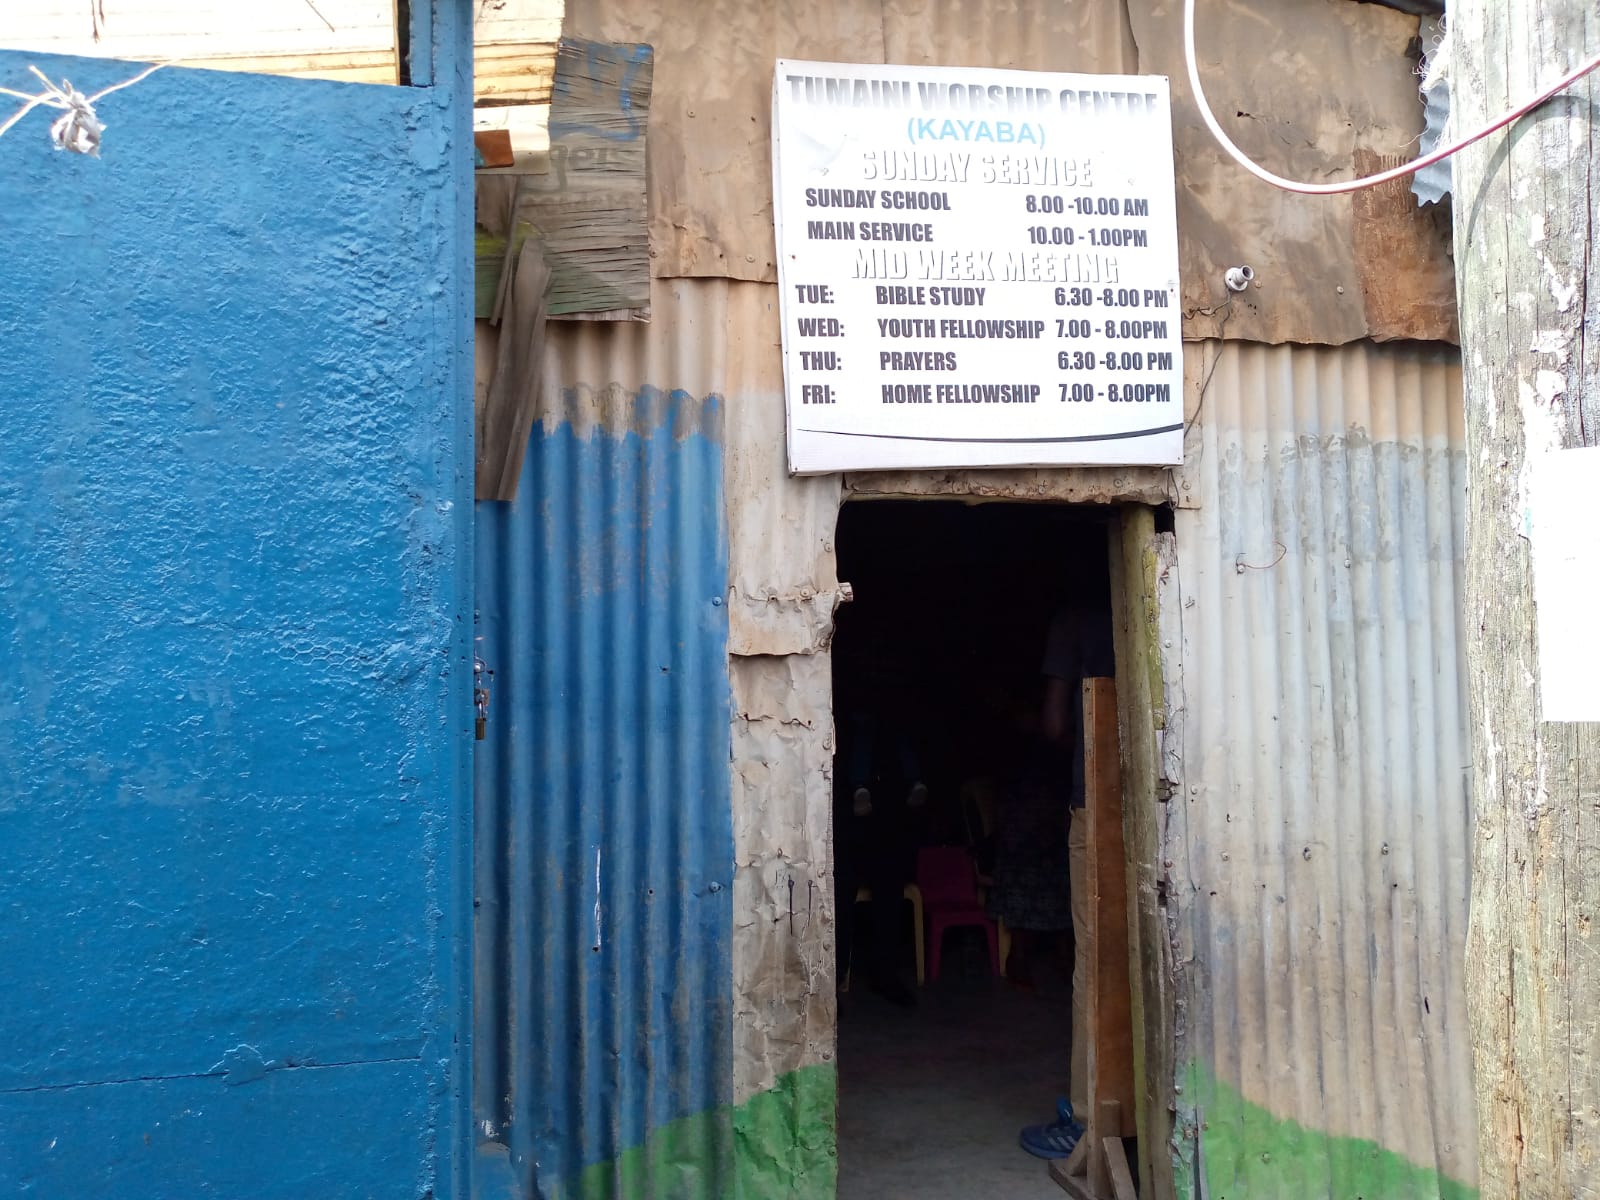 TUMAINI WORSHIP CENTRE
(KAYABA)
SUNDAY SERVICE
SUNDAY SCHOOL 8.00 -10.00 AM
MAIN SERVICE 10.00 - 1.00PM
MID WEEK MEETING
TUE: BIBLE STUDY 6.30 -8.00 PM
WED: YOUTH FELLOWSHIP 7.00 - 8.00PM
THU: PRAYERS 6.30 -8.00 PM
FRI: HOME FELLOWSHIP 7.00 - 8.00PM